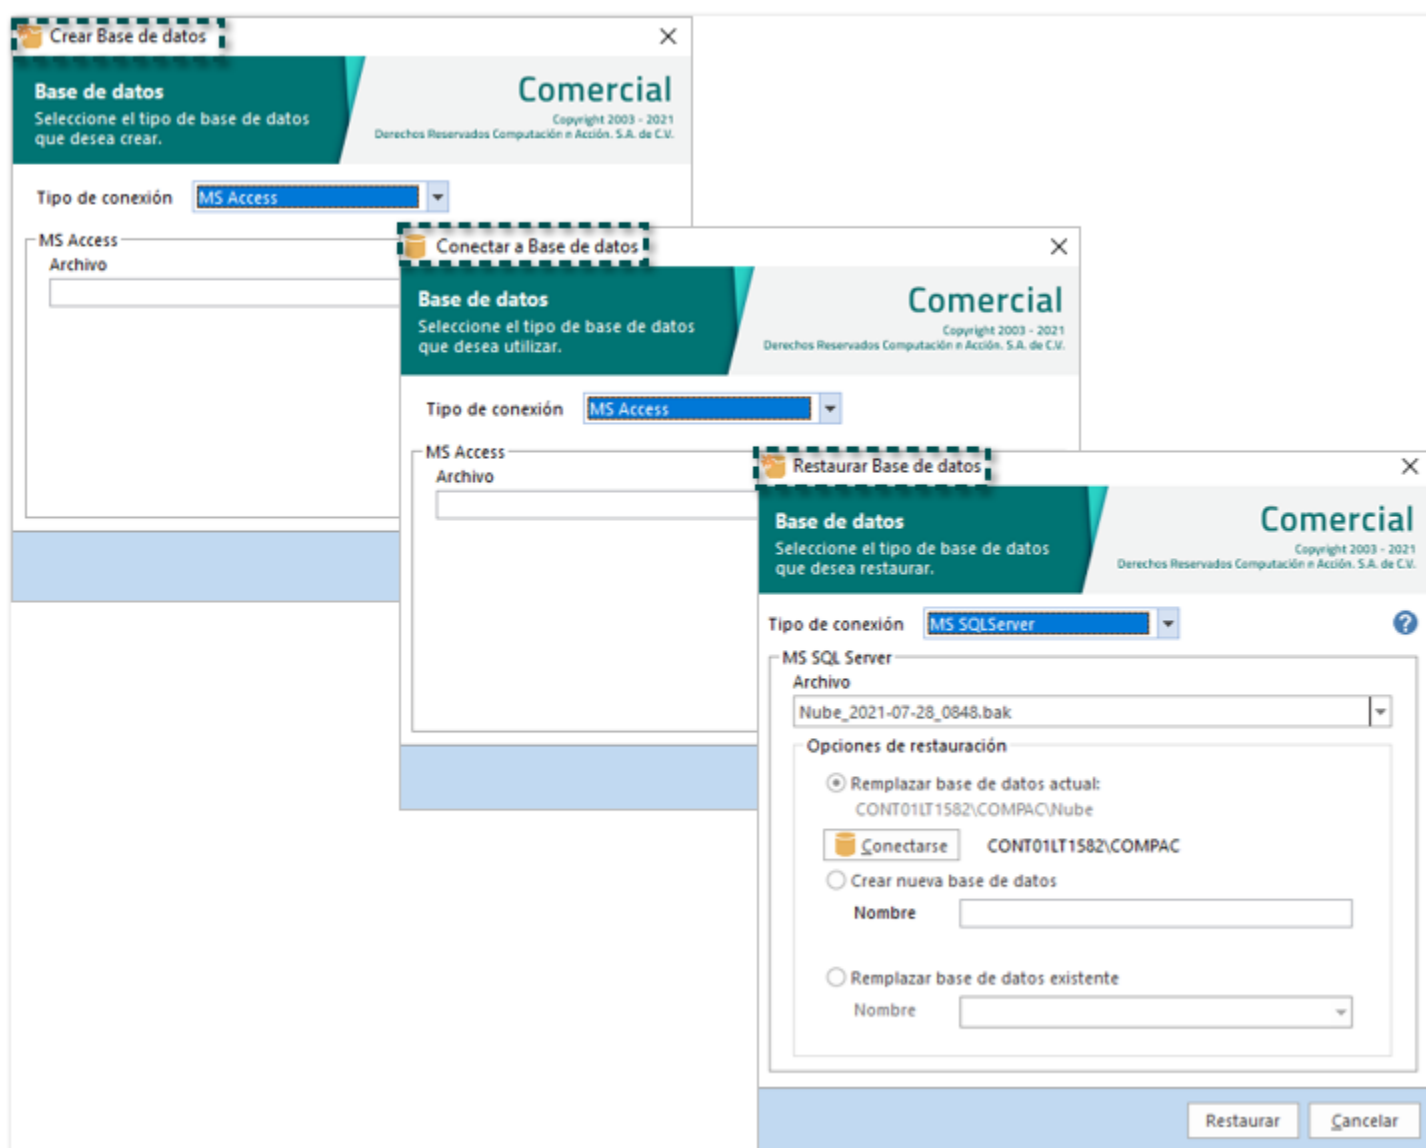 Crear Base de datos
Base de datos
Seleccione el tipo de base de datos
que desea crear.
Comercial
Copyright 2003 - 2021
Derechos Reservados Computación n Acción. S.A. de C.V.
Tipo de conexión MS Access
MS Access
Archivo
Conectar a Base de datos
Base de datos
Seleccione el tipo de base de datos
que desea utilizar.
Comercial
Copyright 2003 - 2021
Derechos Reservados Computación n Acción. S.A. de C.V.
Tipo de conexión MS Access
MS Access
Archivo
Restaurar Base de datos
Base de datos
Seleccione el tipo de base de datos
que desea restaurar.
Comercial
Copyright 2003 - 2021
Derechos Reservados Computación n Acción. S.A. de C.V.
Tipo de conexión MS SQLServer ?
MS SQL Server
Archivo
Nube_2021-07-28_0848.bak
Opciones de restauración
Remplazar base de datos actual:
CONT01LT1582\COMPAC\Nube
Conectarse CONT01LT1582\COMPAC
Crear nueva base de datos
Nombre
Remplazar base de datos existente
Nombre
Restaurar Cancelar